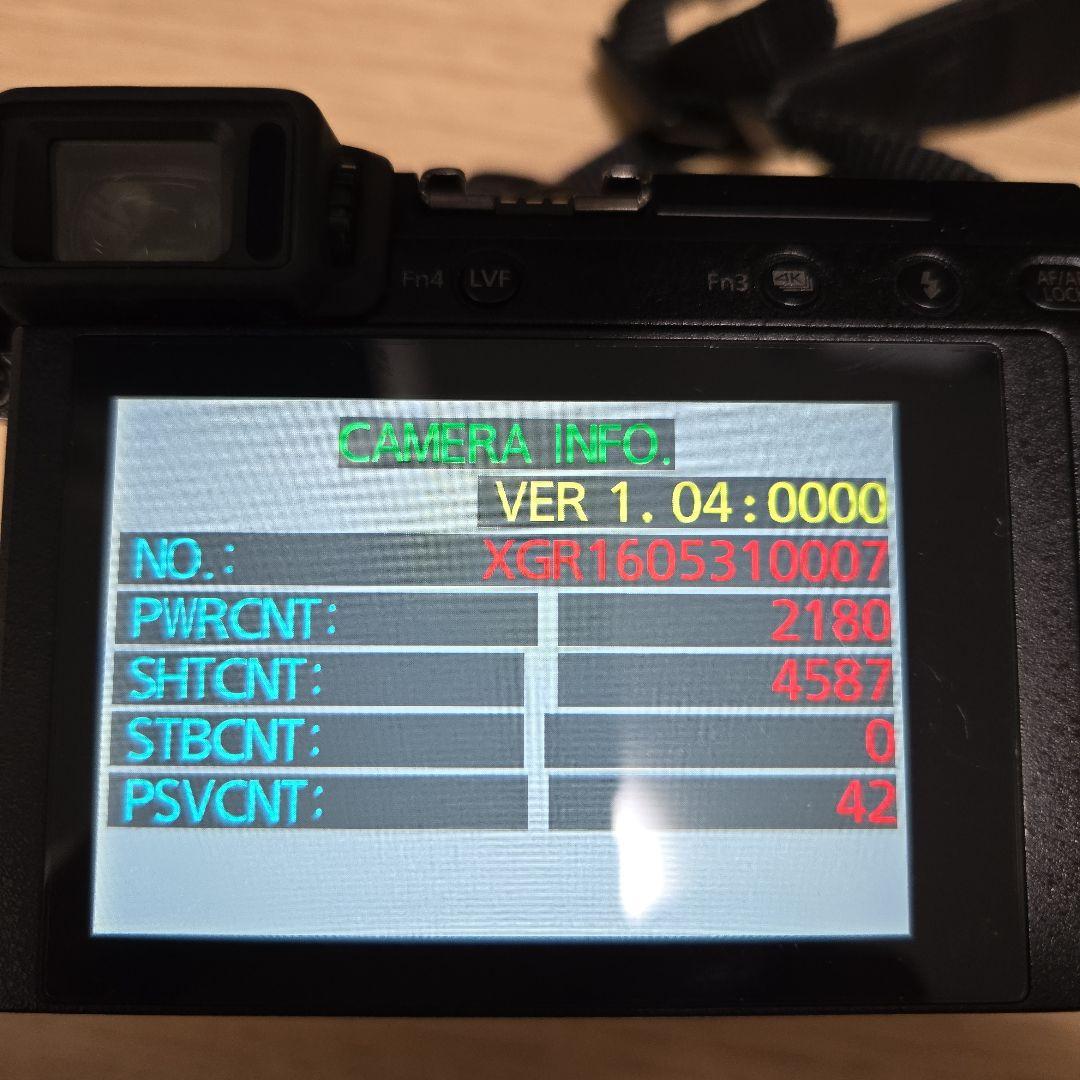 Fn4 LVF Fn3 4K AF/AE LOCK
CAMERA INFO.
VER 1. 04:0000
NO.: XGR1605310007
PWRCNT: 2180
SHTCNT: 4587
STBCNT: 0
PSVCNT: 42